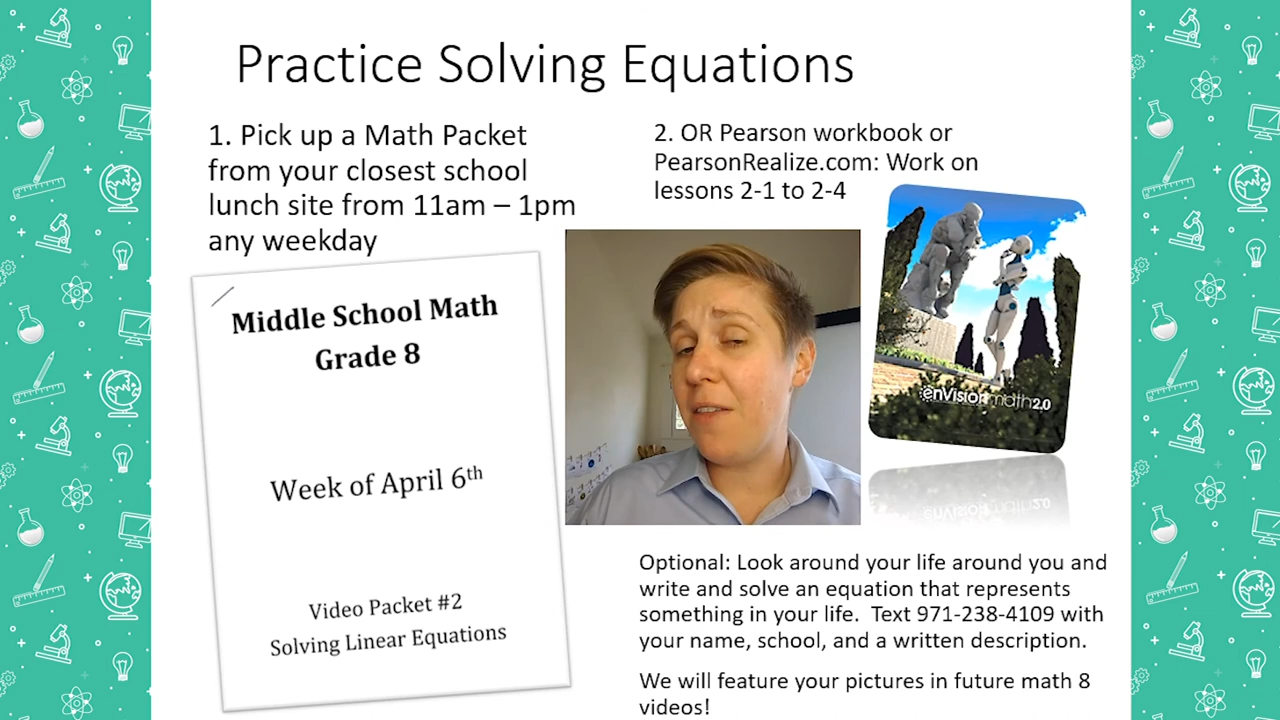 Practice Solving Equations
1. Pick up a Math Packet
from your closest school
lunch site from 11am – 1pm
any weekday
2. OR Pearson workbook or
PearsonRealize.com: Work on
lessons 2-1 to 2-4
Middle School Math
Grade 8
Week of April 6th
Video Packet #2
Solving Linear Equations
enVisionmath2.0
Optional: Look around your life around you and
write and solve an equation that represents
something in your life.  Text 971-238-4109 with
your name, school, and a written description.
We will feature your pictures in future math 8
videos!